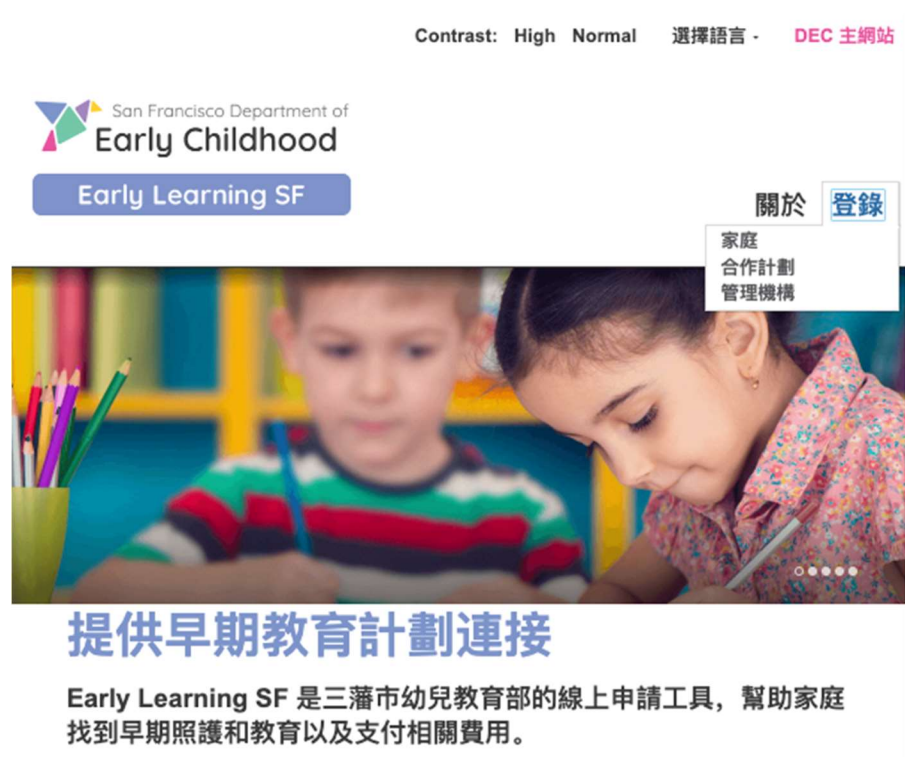 Contrast: High Normal 選擇語言 - DEC 主網站
San Francisco Department of
Early Childhood
Early Learning SF
關於 登錄
家庭
合作計劃
管理機構
提供早期教育計劃連接
Early Learning SF 是三藩市幼兒教育部的線上申請工具，幫助家庭
找到早期照護和教育以及支付相關費用。